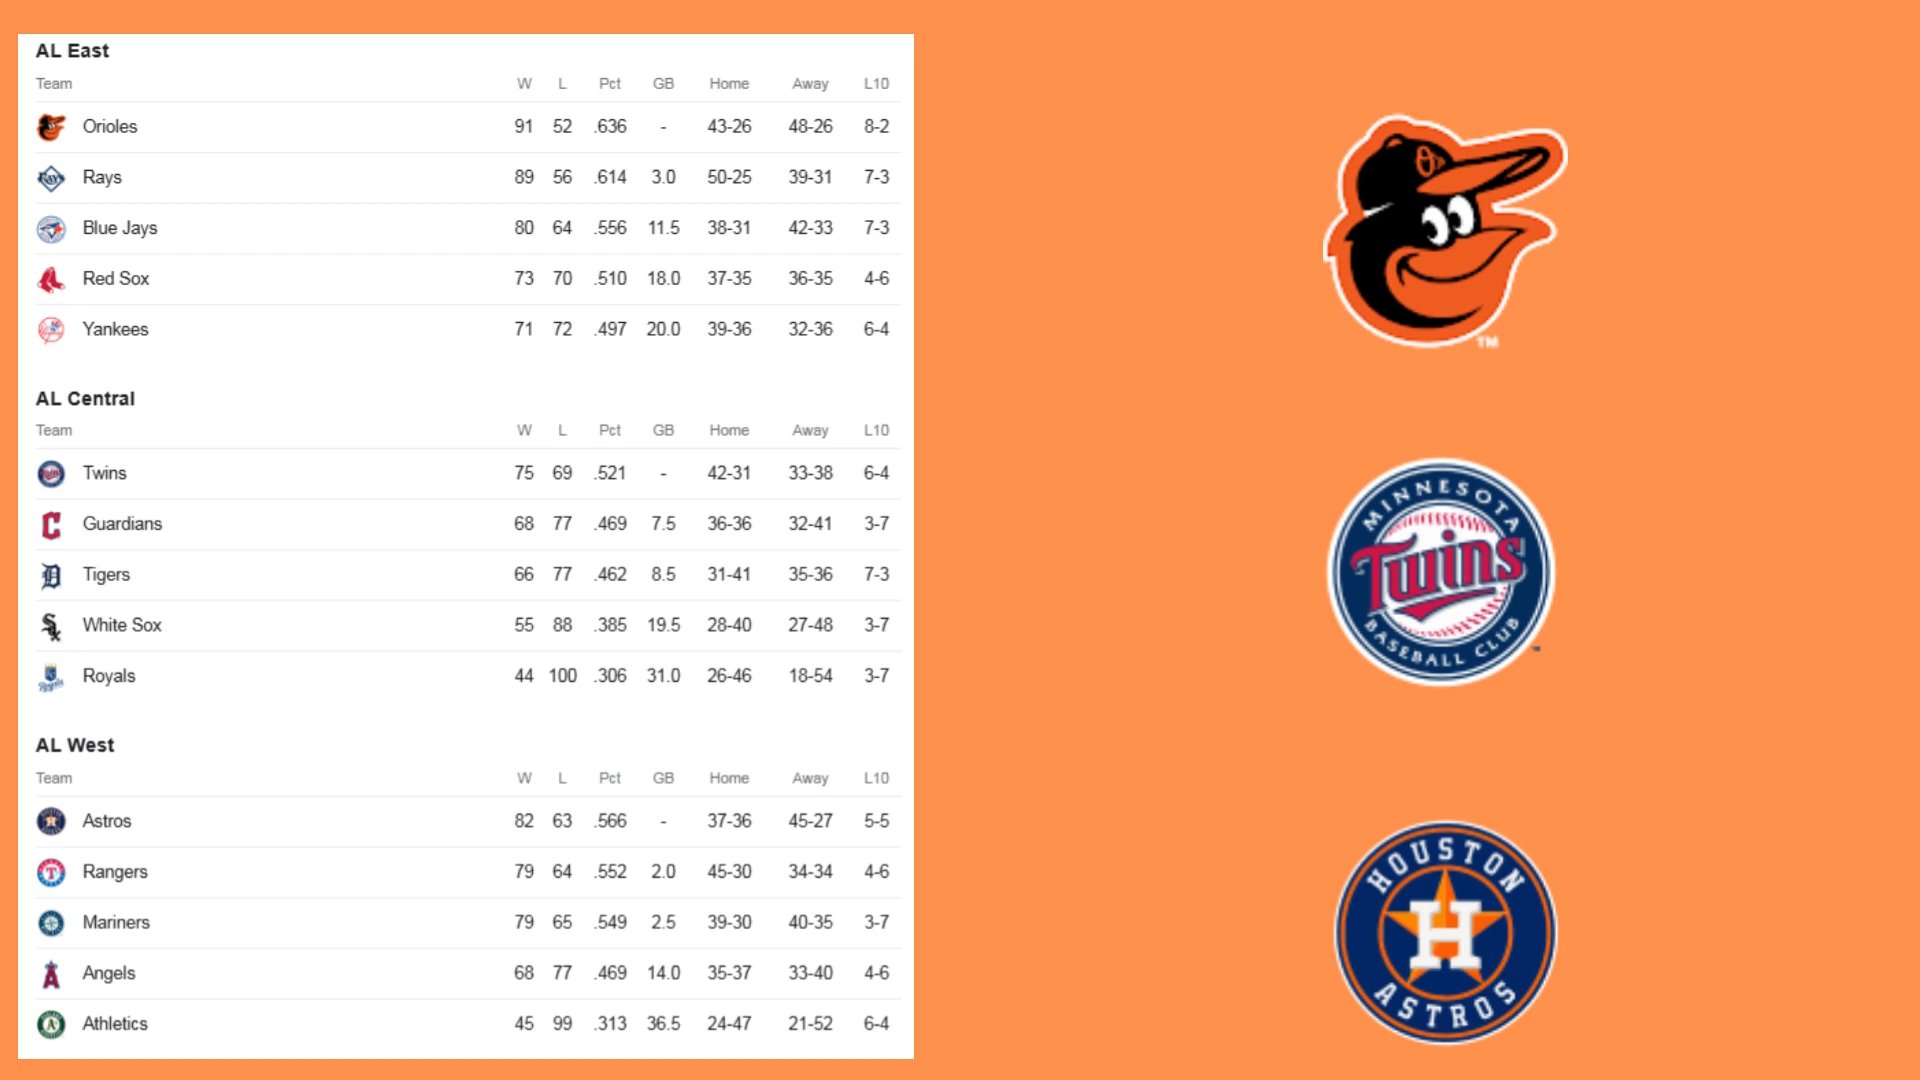 AL East
Team W L Pct GB Home Away L10
Orioles 91 52 .636 - 43-26 48-26 8-2
Rays 89 56 .614 3.0 50-25 39-31 7-3
Blue Jays 80 64 .556 11.5 38-31 42-33 7-3
Red Sox 73 70 .510 18.0 37-35 36-35 4-6
Yankees 71 72 .497 20.0 39-36 32-36 6-4
AL Central
Team W L Pct GB Home Away L10
Twins 75 69 .521 - 42-31 33-38 6-4
Guardians 68 77 .469 7.5 36-36 32-41 3-7
Tigers 66 77 .462 8.5 31-41 35-36 7-3
White Sox 55 88 .385 19.5 28-40 27-48 3-7
Royals 44 100 .306 31.0 26-46 18-54 3-7
AL West
Team W L Pct GB Home Away L10
Astros 82 63 .566 - 37-36 45-27 5-5
Rangers 79 64 .552 2.0 45-30 34-34 4-6
Mariners 79 65 .549 2.5 39-30 40-35 3-7
Angels 68 77 .469 14.0 35-37 33-40 4-6
Athletics 45 99 .313 36.5 24-47 21-52 6-4
TM
MINNESOTA
Twins
BASEBALL CLUB
HOUSTON
H
ASTROS